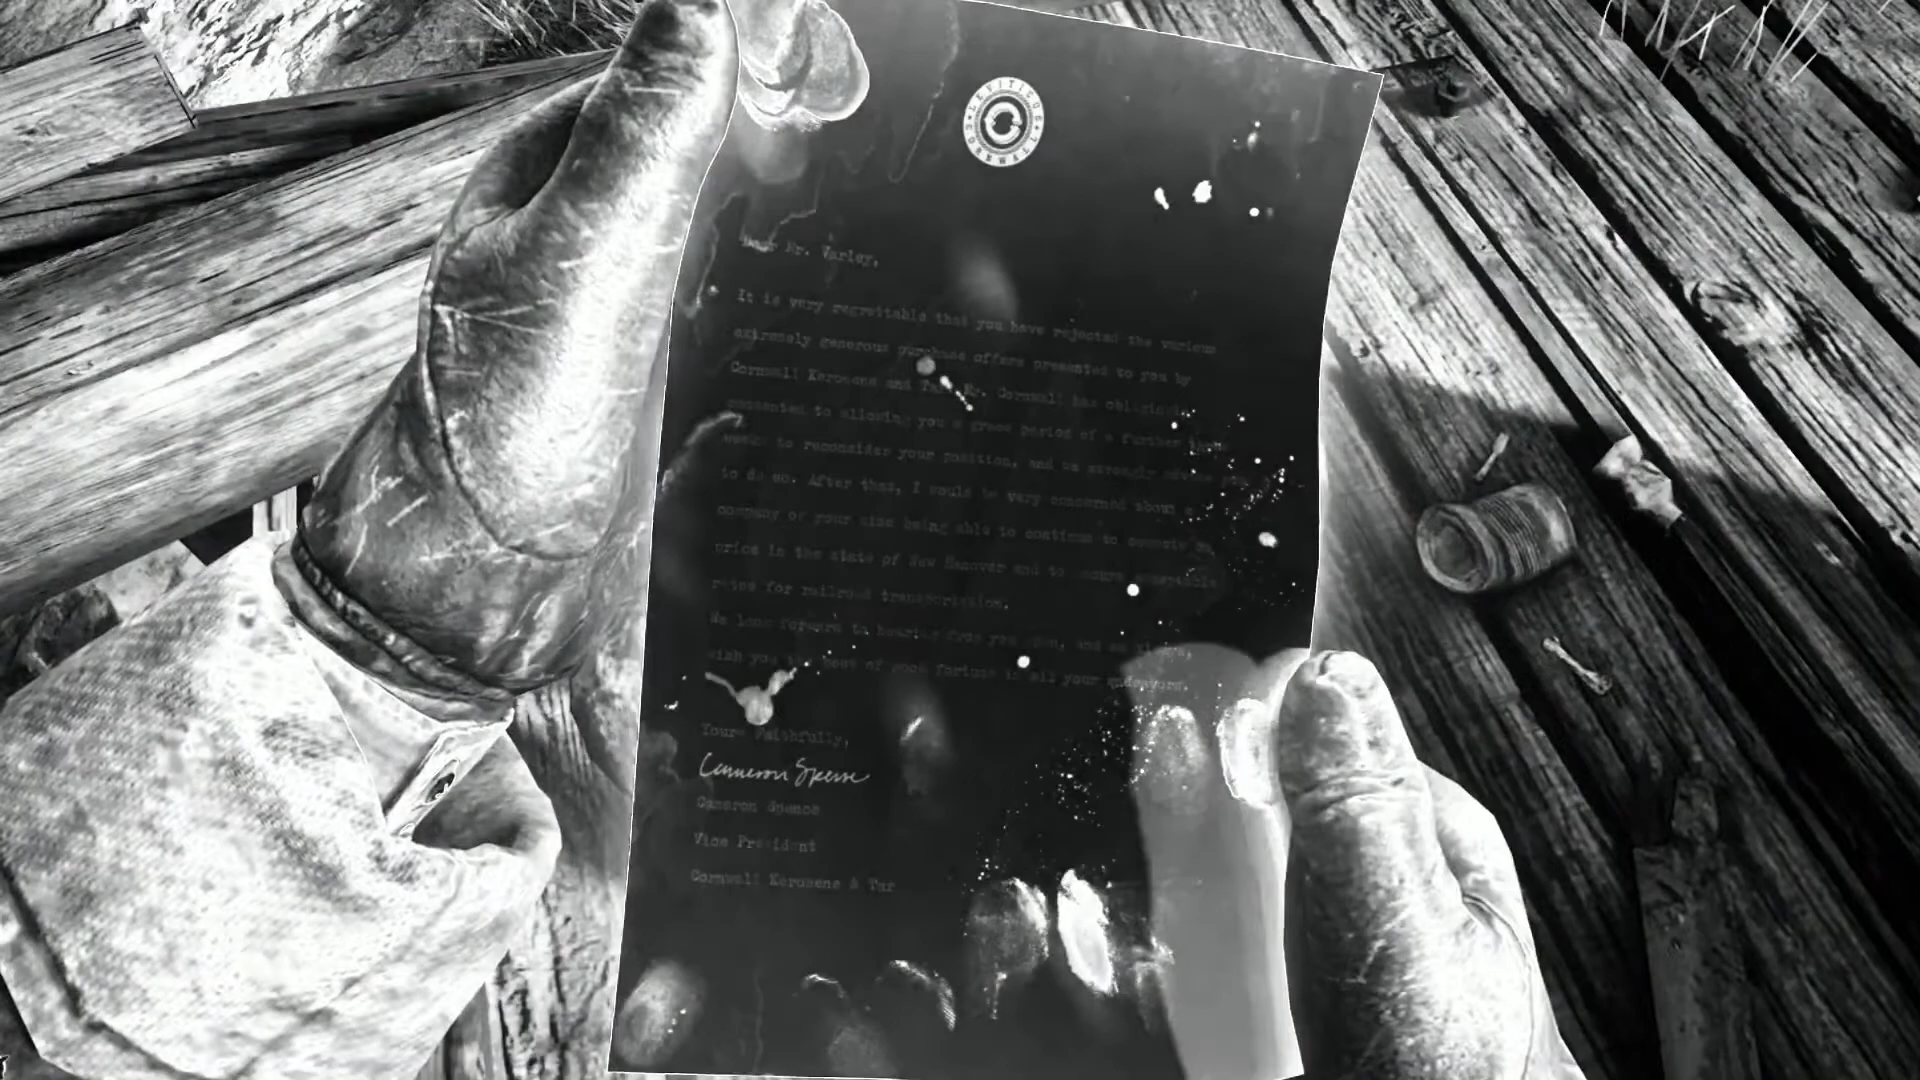 LEVITICUS CORNWALL
Dear Mr. Varley,
It is very regrettable that you have rejected the various
extremely generous purchase offers presented to you by
Cornwall Kerosene and Tar. Mr. Cornwall has obligingly
consented to allowing you a grace period of a further
weeks to reconsider your position, and we strongly advise you
to do so. After that, I would be very concerned about a
company of your size being able to continue to compete on
price in the state of New Hanover and to secure acceptable
rates for railroad transportation.
We look forward to hearing from you soon, and as always,
wish you the best of good fortune in all your endeavors.
Yours Faithfully,
Cameron Spence
Cameron Spence
Vice President
Cornwall Kerosene & Tar